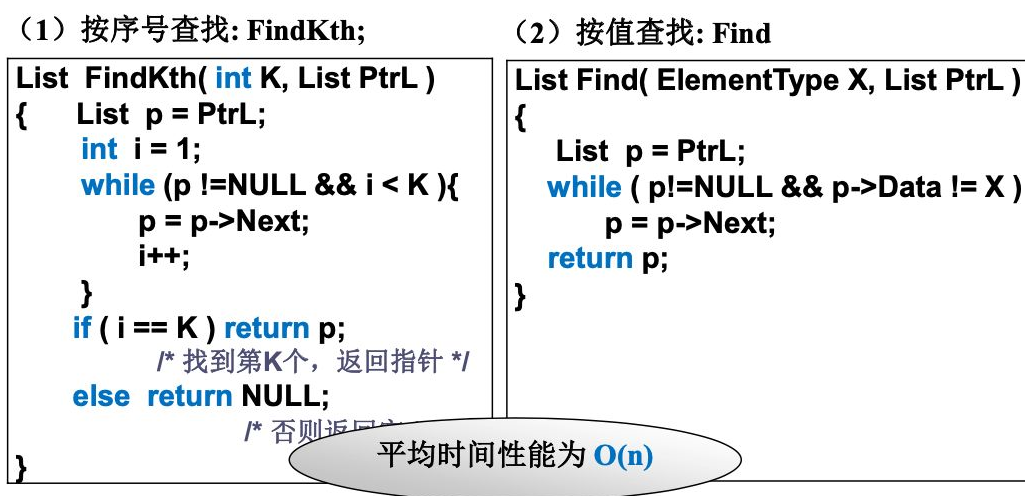 （1）按序号查找: FindKth;
List FindKth( int K, List PtrL )
{ List p = PtrL;
int i = 1;
while (p !=NULL && i < K ){
p = p->Next;
i++;
}
if ( i == K ) return p;
/* 找到第K个，返回指针 */
else return NULL;
/* 否则返回
}
（2）按值查找: Find
List Find( ElementType X, List PtrL )
{
List p = PtrL;
while ( p!=NULL && p->Data != X )
p = p->Next;
return p;
}
平均时间性能为 O(n)